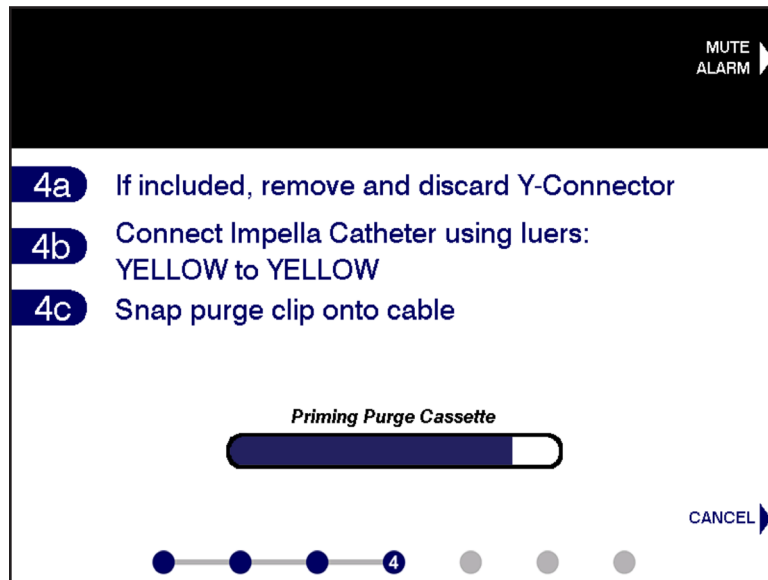 MUTE
ALARM
4a If included, remove and discard Y-Connector
4b Connect Impella Catheter using luers:
YELLOW to YELLOW
4c Snap purge clip onto cable
Priming Purge Cassette
CANCEL
4